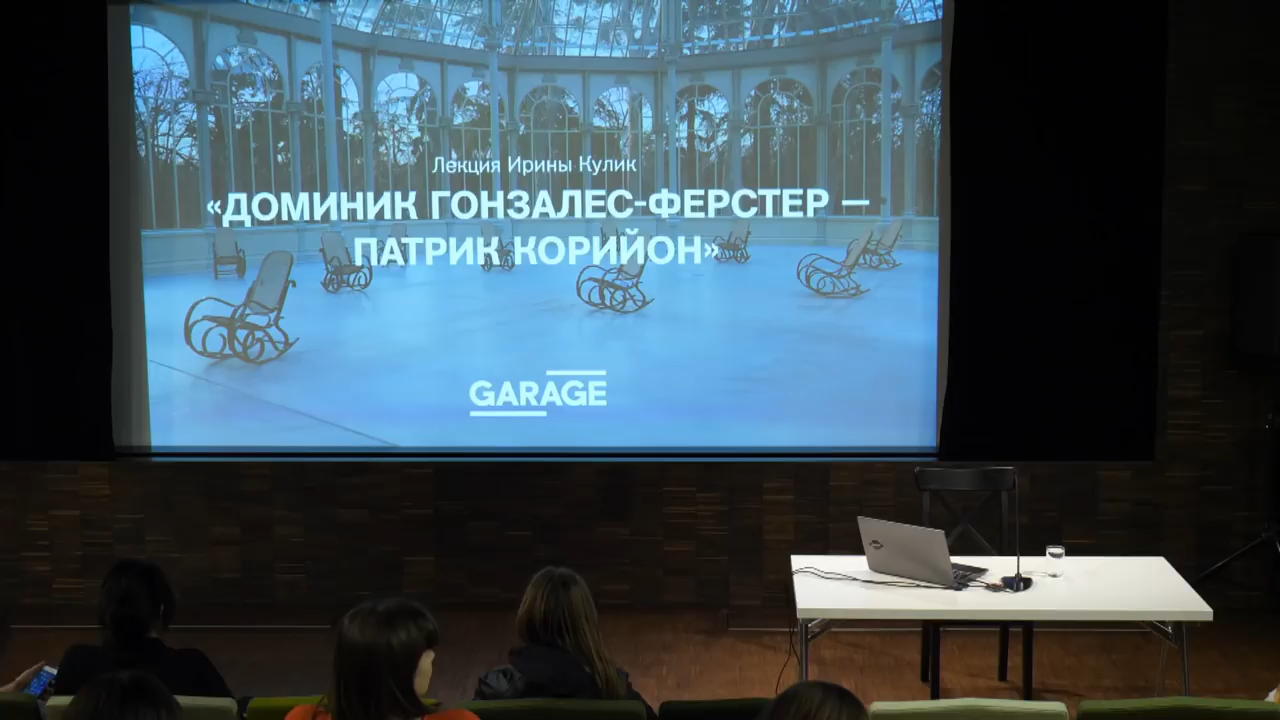 Лекция Ирины Кулик
«ДОМИНИК ГОНЗАЛЕС-ФЕРСТЕР —
ПАТРИК КОРИЙОН»
GARAGE